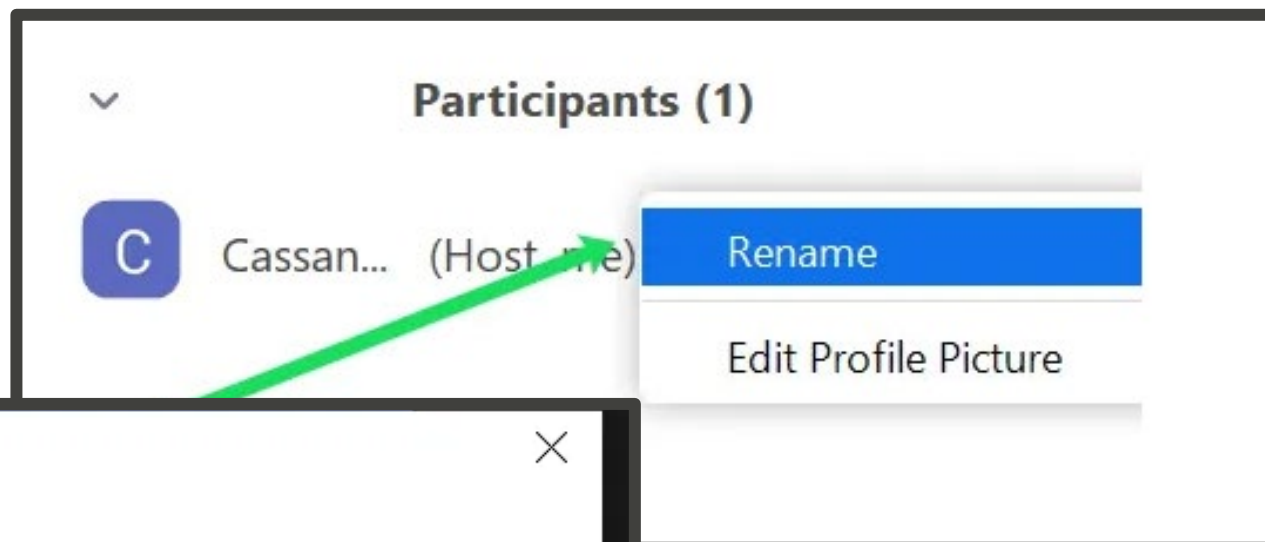 Participants (1)
C Cassan... (Host, me) Rename
Edit Profile Picture